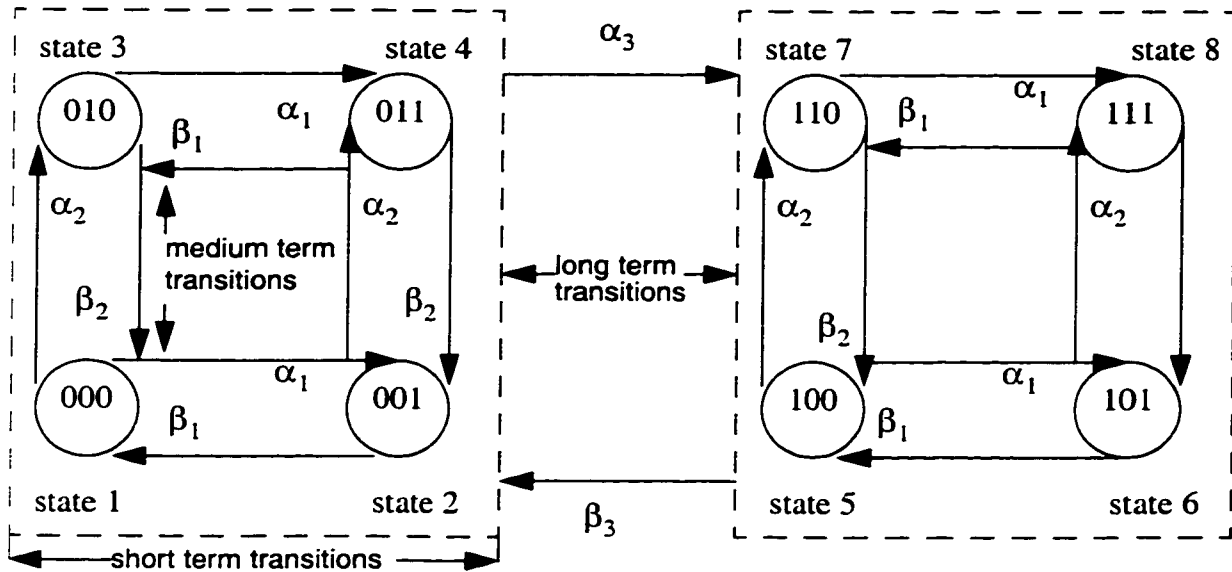 state 3
state 4
α3
state 7
state 8
010
α1
011
110
α1
111
β1
β1
α2
α2
α2
α2
medium term
transitions
long term
transitions
β2
β2
β2
α1
α1
000
001
100
101
β1
β1
state 1
state 2
β3
state 5
state 6
short term transitions